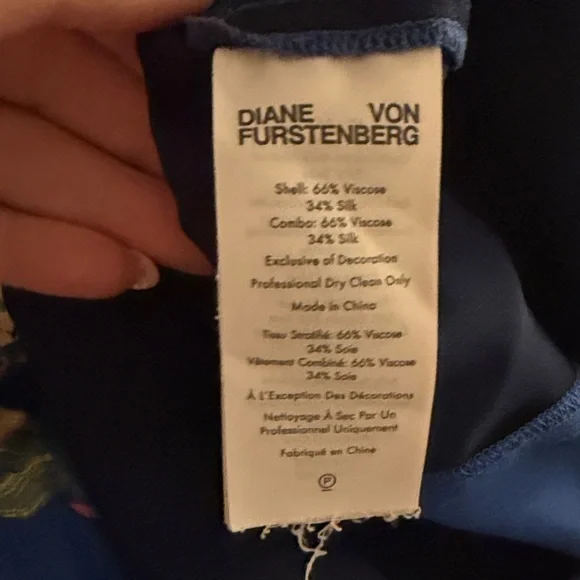 DIANE VON
FURSTENBERG
Shell: 66% Viscose
34% Silk
Combo: 66% Viscose
34% Silk
Exclusive of Decoration
Professional Dry Clean Only
Made in China
Tissu Stratifié: 66% Viscose
34% Soie
Vêtement Combiné: 66% Viscose
34% Soie
À L'Exception Des Décorations
Nettoyage À Sec Par Un
Professionnel Uniquement
Fabriqué en Chine
P